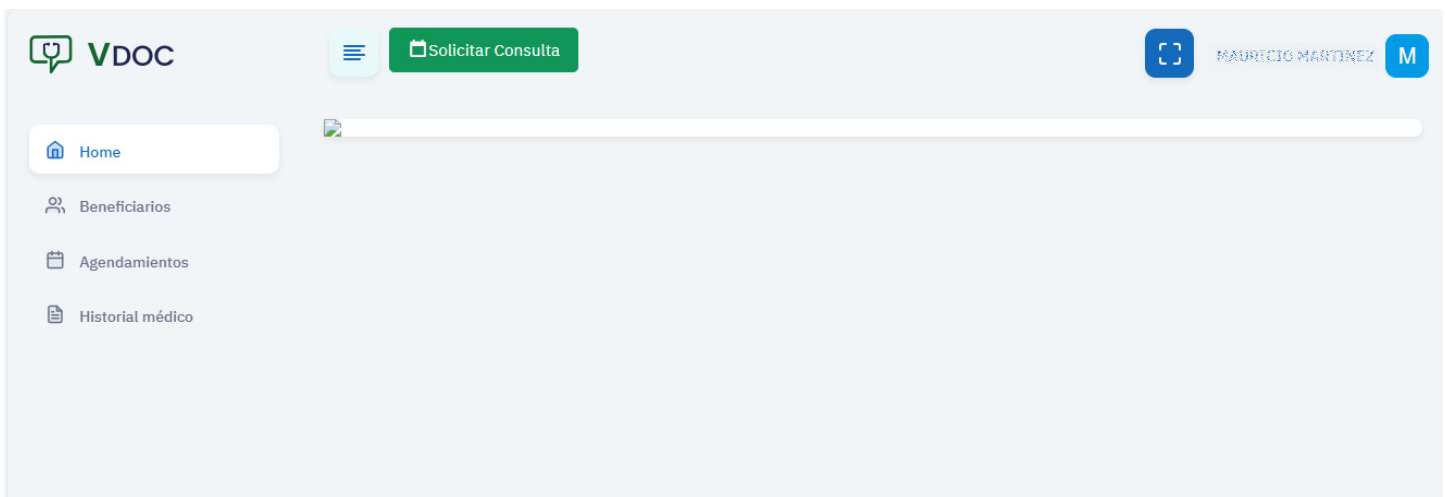 VDOC
Solicitar Consulta
MAURICIO MARTINEZ
M
Home
Beneficiarios
Agendamientos
Historial médico